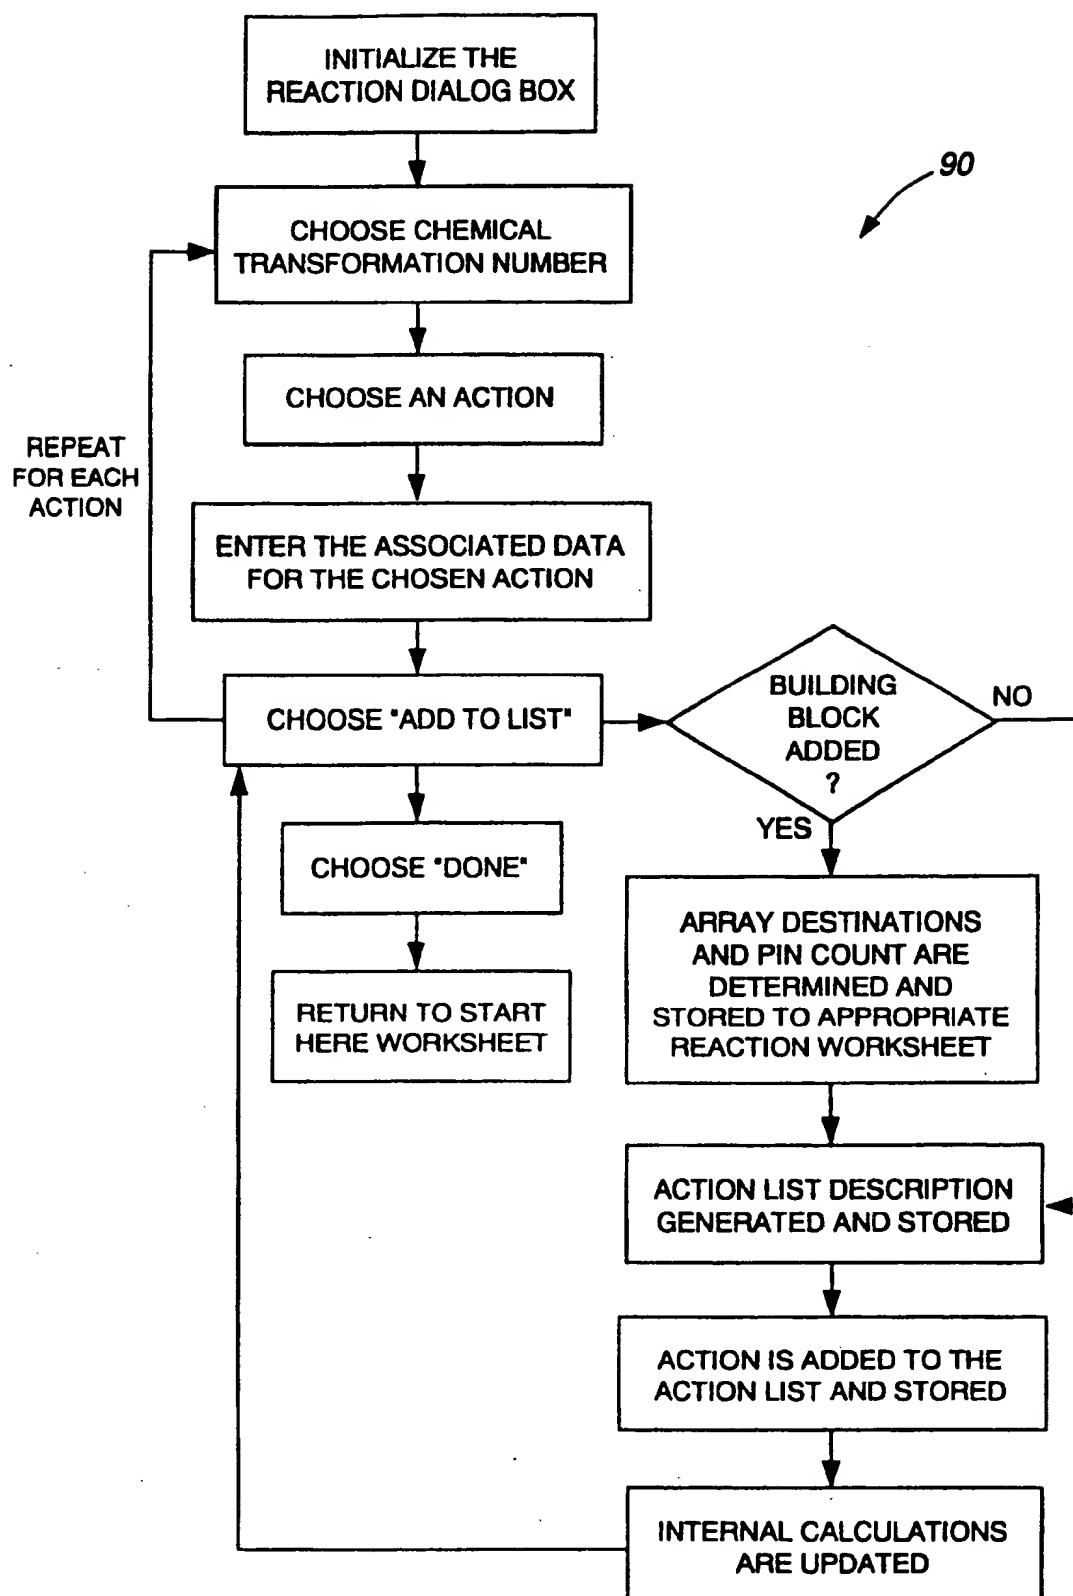 INITIALIZE THE
REACTION DIALOG BOX
90
CHOOSE CHEMICAL
TRANSFORMATION NUMBER
CHOOSE AN ACTION
REPEAT
FOR EACH
ACTION
ENTER THE ASSOCIATED DATA
FOR THE CHOSEN ACTION
CHOOSE "ADD TO LIST"
BUILDING
BLOCK
ADDED
?
NO
YES
CHOOSE "DONE"
RETURN TO START
HERE WORKSHEET
ARRAY DESTINATIONS
AND PIN COUNT ARE
DETERMINED AND
STORED TO APPROPRIATE
REACTION WORKSHEET
ACTION LIST DESCRIPTION
GENERATED AND STORED
ACTION IS ADDED TO THE
ACTION LIST AND STORED
INTERNAL CALCULATIONS
ARE UPDATED